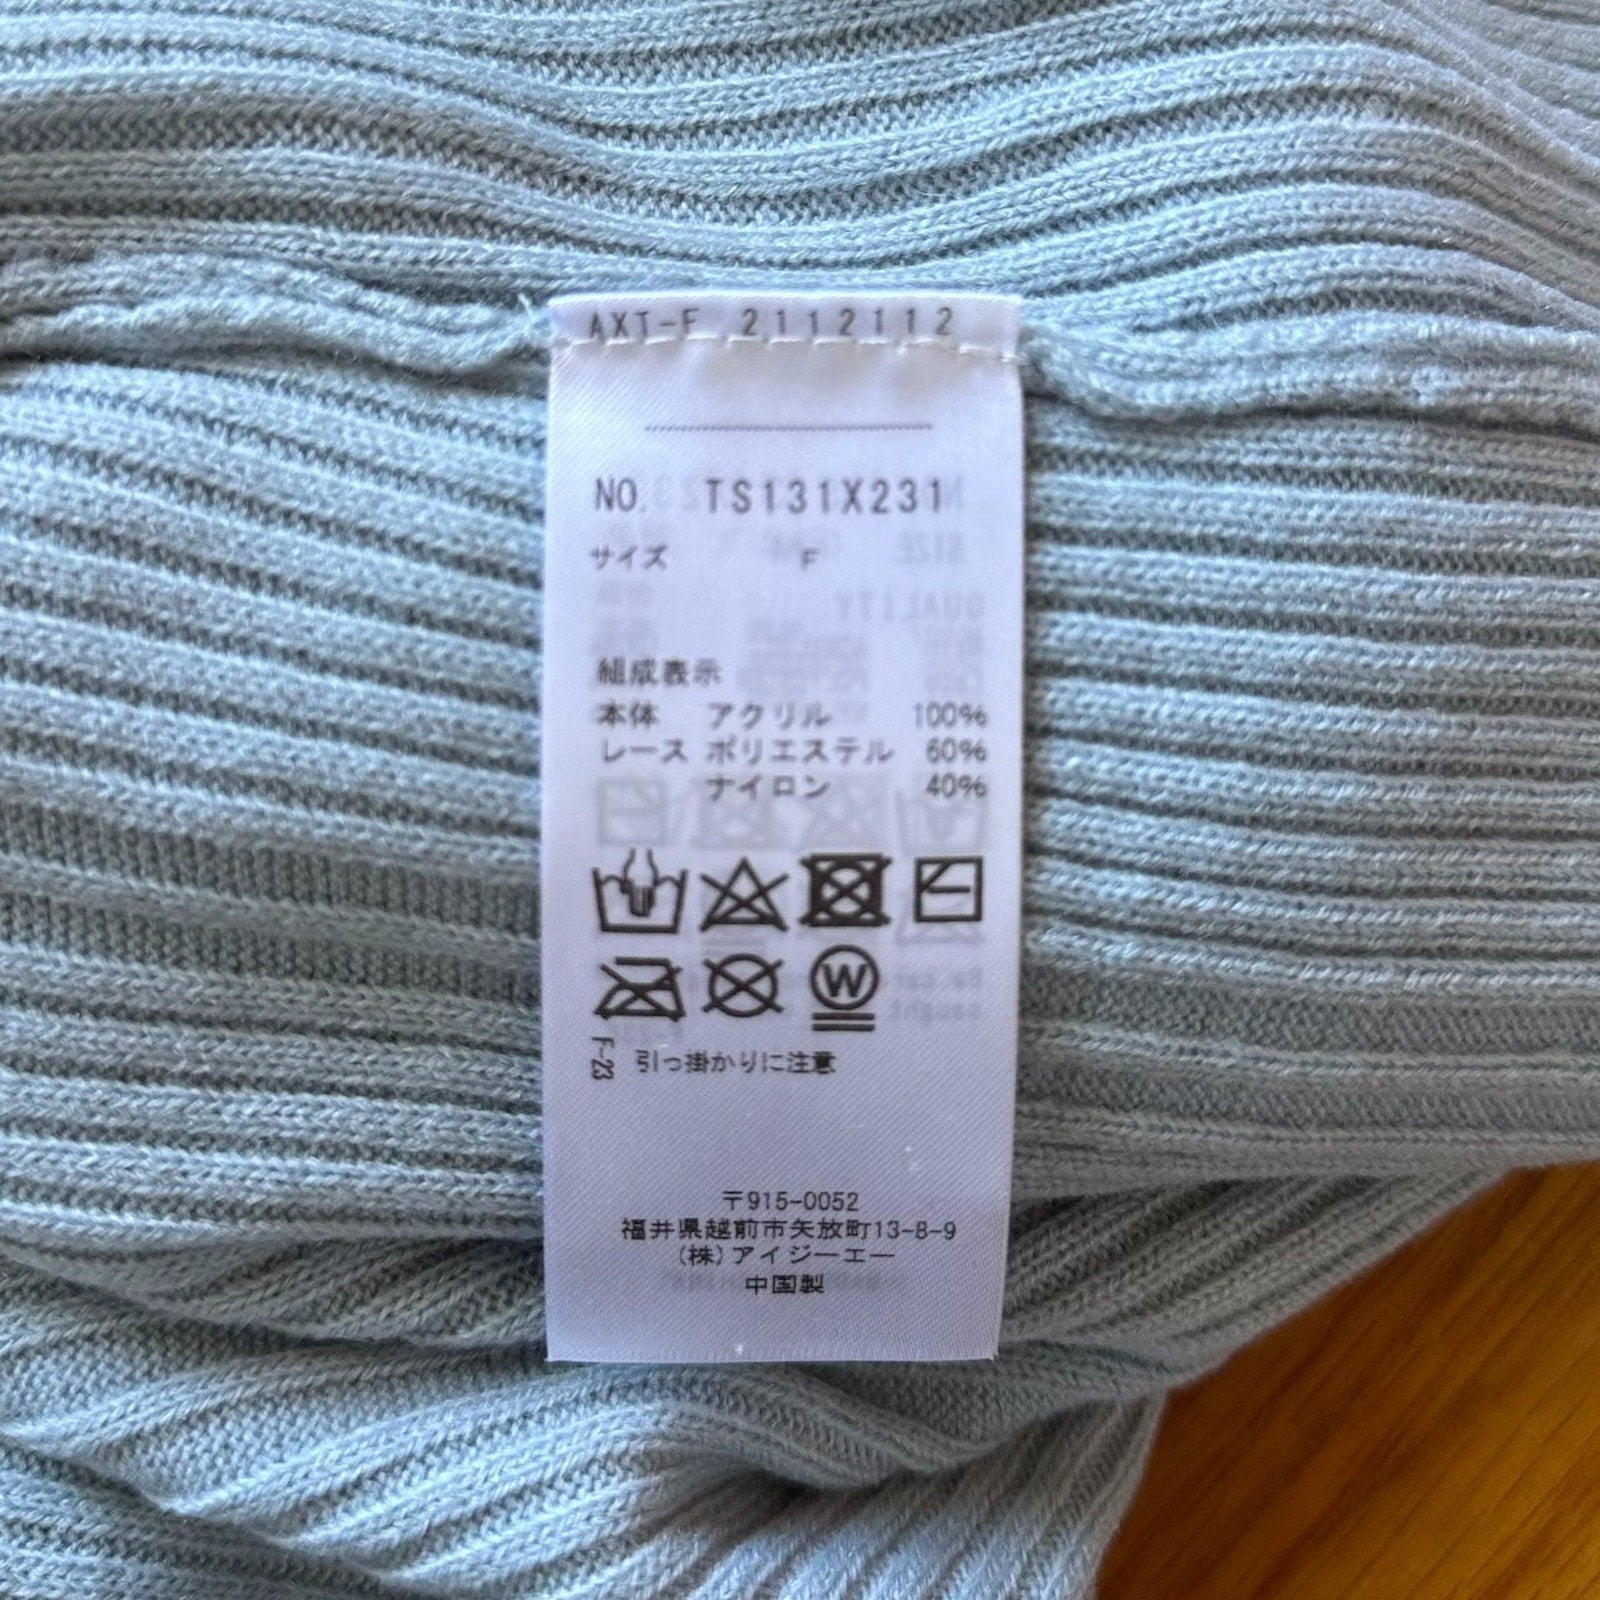 AXT-F 2112112
NO. TS131X231
サイズ F
組成表示
本体 アクリル 100%
レース ポリエステル 60%
ナイロン 40%
W
F-23 引っ掛かりに注意
〒915-0052
福井県越前市矢放町13-8-9
(株)アイジーエー
中国製